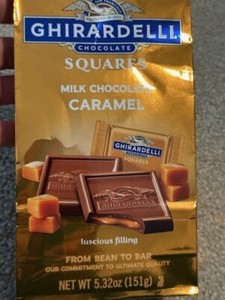 GHIRARDELLI
CHOCOLATE
SQUARES
MILK CHOCOLATE
CARAMEL
GHIRARDELLI
SQUARES
GHIRARDELLI
luscious filling
FROM BEAN TO BAR
OUR COMMITMENT TO ULTIMATE QUALITY
NET WT 5.32oz (151g)